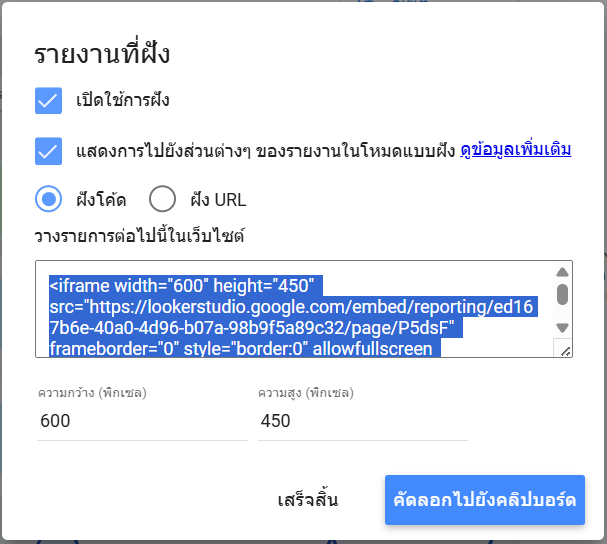 รายงานที่ฝัง
เปิดใช้การฝัง
แสดงการไปยังส่วนต่างๆ ของรายงานในโหมดแบบฝัง ดูข้อมูลเพิ่มเติม
ฝังโค้ด ฝัง URL
วางรายการต่อไปนี้ในเว็บไซต์
<iframe width="600" height="450"
src="https://lookerstudio.google.com/embed/reporting/ed16
7b6e-40a0-4d96-b07a-98b9f5a89c32/page/P5dsF"
frameborder="0" style="border:0" allowfullscreen
ความกว้าง (พิกเซล) ความสูง (พิกเซล)
600 450
เสร็จสิ้น คัดลอกไปยังคลิปบอร์ด